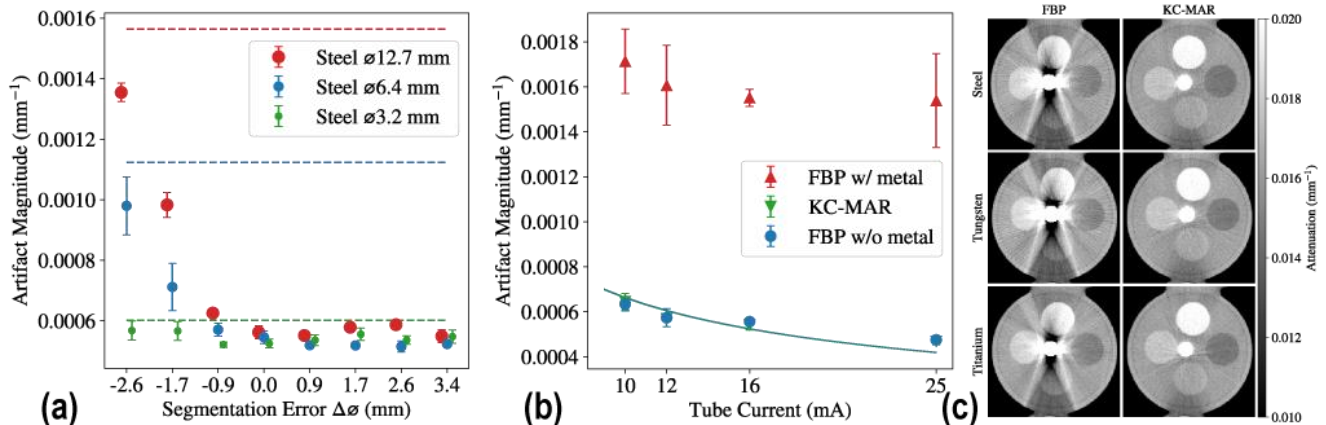 0.0016
0.0014
0.0012
0.0010
0.0008
0.0006
Artifact Magnitude (mm⁻¹)
Steel ø12.7 mm
Steel ø6.4 mm
Steel ø3.2 mm
-2.6 -1.7 -0.9 0.0 0.9 1.7 2.6 3.4
Segmentation Error Δø (mm)
(a)
0.0018
0.0016
0.0014
0.0012
0.0010
0.0008
0.0006
0.0004
Artifact Magnitude (mm⁻¹)
FBP w/ metal
KC-MAR
FBP w/o metal
10 12 16 25
Tube Current (mA)
(b)
FBP KC-MAR
Steel
Tungsten
Titanium
0.020
0.018
0.016
0.014
0.012
0.010
Attenuation (mm⁻¹)
(c)